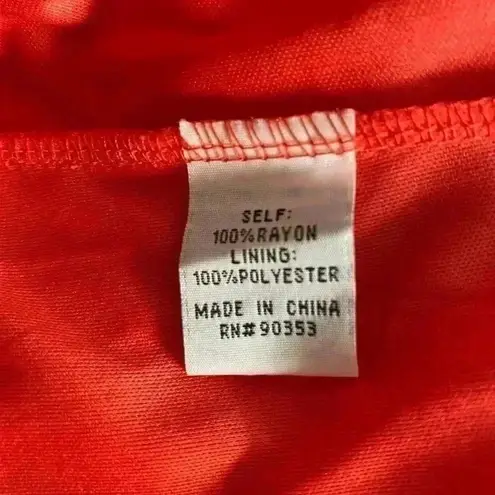 SELF:
100%RAYON
LINING:
100%POLYESTER
MADE IN CHINA
RN# 90353